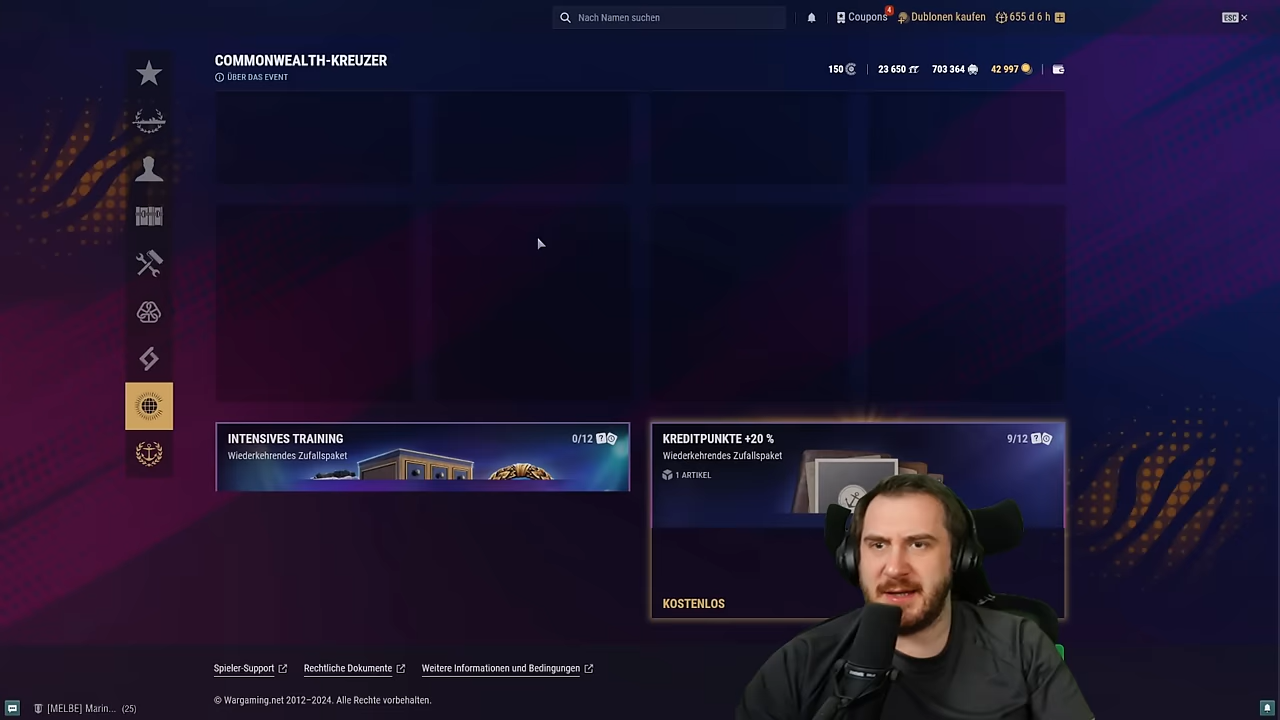 Nach Namen suchen
Coupons 4
Dublonen kaufen
655 d 6 h
ESC
COMMONWEALTH-KREUZER
ÜBER DAS EVENT
150
23 650
703 364
42 997
INTENSIVES TRAINING
0/12
Wiederkehrendes Zufallspaket
KREDITPUNKTE +20 %
9/12
Wiederkehrendes Zufallspaket
1 ARTIKEL
KOSTENLOS
Spieler-Support
Rechtliche Dokumente
Weitere Informationen und Bedingungen
© Wargaming.net 2012–2024. Alle Rechte vorbehalten.
[MELBE] Marin... (25)